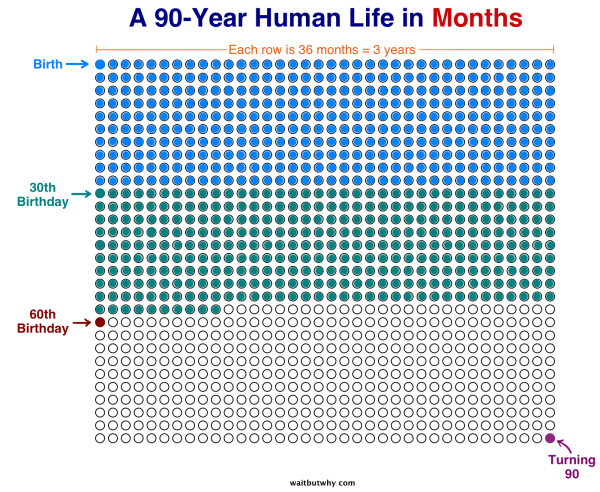 A 90-Year Human Life in Months
Each row is 36 months = 3 years
Birth
30th
Birthday
60th
Birthday
Turning
90
waitbutwhy.com